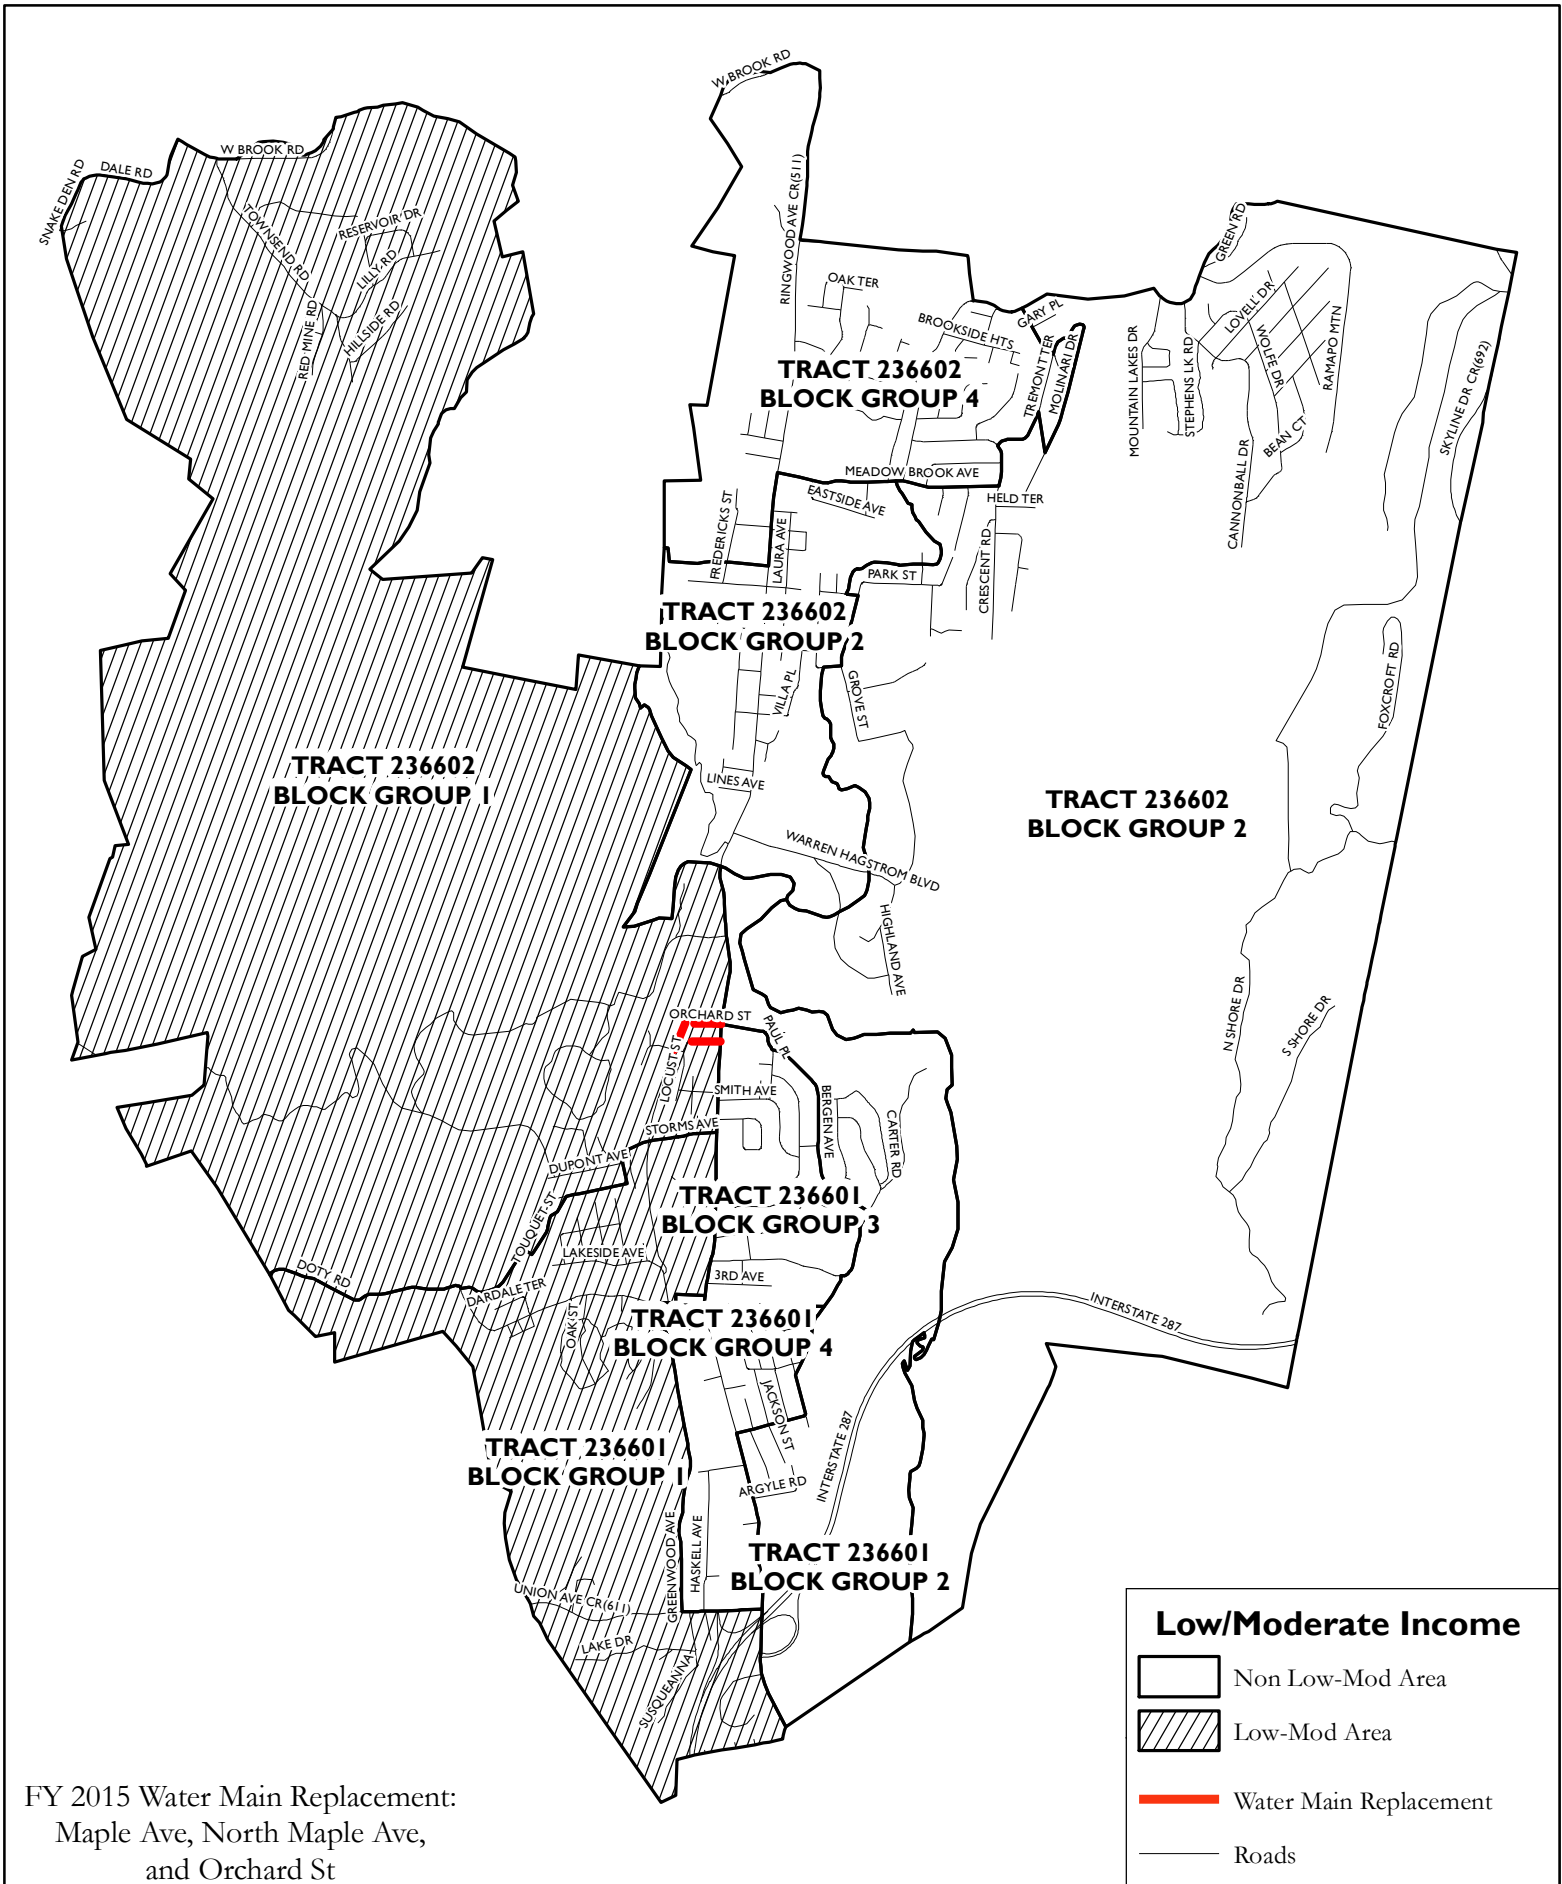 W BROOK RD
W BROOK RD
DALE RD
SNAKE DEN RD
TOWNSEND RD
RESERVOIR DR
LILLY RD
RED MINE RD
HILLSIDE RD
RINGWOOD AVE CR(511)
OAK TER
BROOKSIDE HTS
GARY PL
TREMONT TER
MOLINARI DR
GREEN RD
LOVELL DR
WOLFE DR
RAMAPO MTN
MOUNTAIN LAKES DR
STEPHENS LK RD
CANNONBALL DR
BEAN CT
SKYLINE DR CR(692)
TRACT 236602
BLOCK GROUP 4
MEADOW BROOK AVE
EASTSIDE AVE
HELD TER
FREDERICKS ST
LAURA AVE
PARK ST
CRESCENT RD
TRACT 236602
BLOCK GROUP 2
VILLA PL
GROVE ST
FOXCROFT RD
TRACT 236602
BLOCK GROUP 1
LINES AVE
TRACT 236602
BLOCK GROUP 2
WARREN HAGSTROM BLVD
HIGHLAND AVE
N SHORE DR
S SHORE DR
ORCHARD ST
PAUL PL
LOCUST ST
SMITH AVE
STORMS AVE
BERGEN AVE
CARTER RD
DUPONT AVE
TOUQUET ST
TRACT 236601
BLOCK GROUP 3
LAKESIDE AVE
DOTY RD
DARDALE TER
3RD AVE
OAK ST
TRACT 236601
BLOCK GROUP 4
INTERSTATE 287
JACKSON ST
INTERSTATE 287
TRACT 236601
BLOCK GROUP 1
ARGYLE RD
GREENWOOD AVE
HASKELL AVE
TRACT 236601
BLOCK GROUP 2
UNION AVE CR(611)
LAKE DR
SUSQUEANNA
Low/Moderate Income
Non Low-Mod Area
Low-Mod Area
Water Main Replacement
Roads
FY 2015 Water Main Replacement:
Maple Ave, North Maple Ave,
and Orchard St